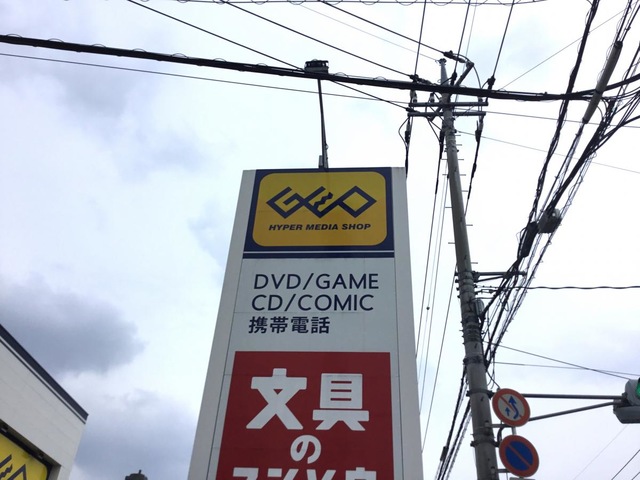 GEO
HYPER MEDIA SHOP
DVD/GAME
CD/COMIC
携帯電話
文具
の